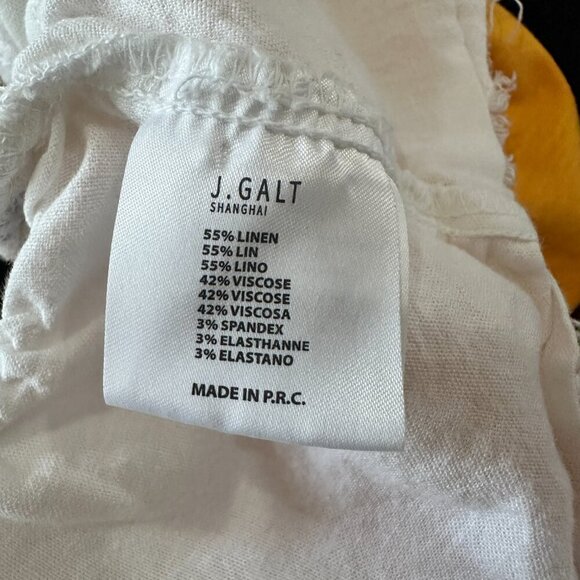 J.GALT
SHANGHAI
55% LINEN
55% LIN
55% LINO
42% VISCOSE
42% VISCOSE
42% VISCOSA
3% SPANDEX
3% ELASTHANNE
3% ELASTANO
MADE IN P.R.C.